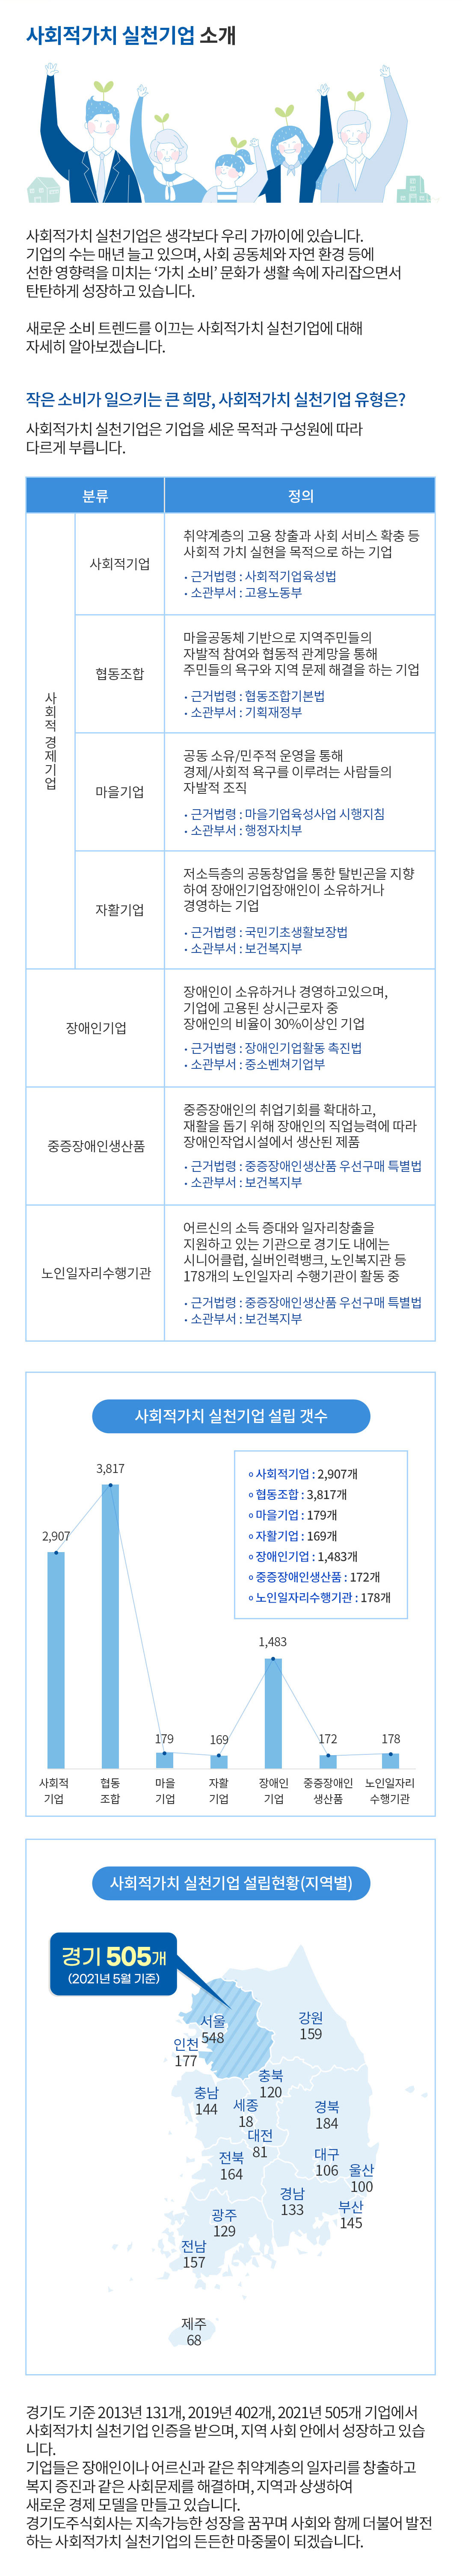 사회적가치 실천기업 소개
사회적가치 실천기업은 생각보다 우리 가까이에 있습니다.
기업의 수는 매년 늘고 있으며, 사회 공동체와 자연 환경 등에
선한 영향력을 미치는 ‘가치 소비’ 문화가 생활 속에 자리잡으면서
탄탄하게 성장하고 있습니다.
새로운 소비 트렌드를 이끄는 사회적가치 실천기업에 대해
자세히 알아보겠습니다.
작은 소비가 일으키는 큰 희망, 사회적가치 실천기업 유형은?
사회적가치 실천기업은 기업을 세운 목적과 구성원에 따라
다르게 부릅니다.
분류
정의
사회적 경제기업
사회적기업
취약계층의 고용 창출과 사회 서비스 확충 등
사회적 가치 실현을 목적으로 하는 기업
· 근거법령 : 사회적기업육성법
· 소관부서 : 고용노동부
협동조합
마을공동체 기반으로 지역주민들의
자발적 참여와 협동적 관계망을 통해
주민들의 욕구와 지역 문제 해결을 하는 기업
· 근거법령 : 협동조합기본법
· 소관부서 : 기획재정부
마을기업
공동 소유/민주적 운영을 통해
경제/사회적 욕구를 이루려는 사람들의
자발적 조직
· 근거법령 : 마을기업육성사업 시행지침
· 소관부서 : 행정자치부
자활기업
저소득층의 공동창업을 통한 탈빈곤을 지향
하여 장애인기업장애인이 소유하거나
경영하는 기업
· 근거법령 : 국민기초생활보장법
· 소관부서 : 보건복지부
장애인기업
장애인이 소유하거나 경영하고있으며,
기업에 고용된 상시근로자 중
장애인의 비율이 30%이상인 기업
· 근거법령 : 장애인기업활동 촉진법
· 소관부서 : 중소벤쳐기업부
중증장애인생산품
중증장애인의 취업기회를 확대하고,
재활을 돕기 위해 장애인의 직업능력에 따라
장애인작업시설에서 생산된 제품
· 근거법령 : 중증장애인생산품 우선구매 특별법
· 소관부서 : 보건복지부
노인일자리수행기관
어르신의 소득 증대와 일자리창출을
지원하고 있는 기관으로 경기도 내에는
시니어클럽, 실버인력뱅크, 노인복지관 등
178개의 노인일자리 수행기관이 활동 중
· 근거법령 : 중증장애인생산품 우선구매 특별법
· 소관부서 : 보건복지부
사회적가치 실천기업 설립 갯수
사회적기업 : 2,907개
협동조합 : 3,817개
마을기업 : 179개
자활기업 : 169개
장애인기업 : 1,483개
중증장애인생산품 : 172개
노인일자리수행기관 : 178개
2,907
3,817
179
169
1,483
172
178
사회적
기업
협동
조합
마을
기업
자활
기업
장애인
기업
중증장애인
생산품
노인일자리
수행기관
사회적가치 실천기업 설립현황(지역별)
경기 505개
(2021년 5월 기준)
서울
548
강원
159
인천
177
충북
120
충남
144
세종
18
경북
184
대전
81
전북
164
대구
106
울산
100
경남
133
부산
145
광주
129
전남
157
제주
68
경기도 기준 2013년 131개, 2019년 402개, 2021년 505개 기업에서
사회적가치 실천기업 인증을 받으며, 지역 사회 안에서 성장하고 있습
니다.
기업들은 장애인이나 어르신과 같은 취약계층의 일자리를 창출하고
복지 증진과 같은 사회문제를 해결하며, 지역과 상생하여
새로운 경제 모델을 만들고 있습니다.
경기도주식회사는 지속가능한 성장을 꿈꾸며 사회와 함께 더불어 발전
하는 사회적가치 실천기업의 든든한 마중물이 되겠습니다.